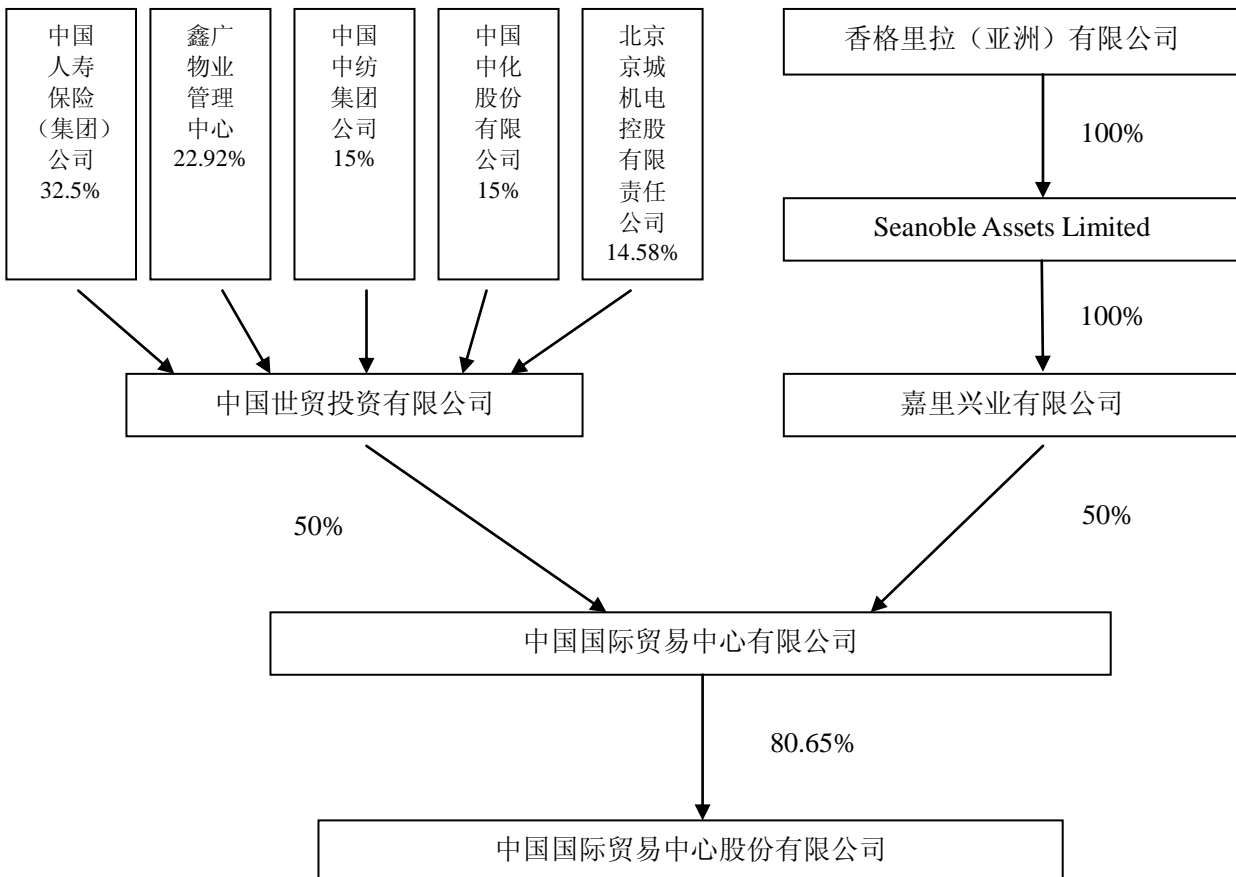 中国
人寿
保险
（集团）
公司
32.5%
鑫广
物业
管理
中心
22.92%
中国
中纺
集团
公司
15%
中国
中化
股份
有限
公司
15%
北京
京城
机电
控股
有限
责任
公司
14.58%
香格里拉（亚洲）有限公司
100%
Seanoble Assets Limited
100%
中国世贸投资有限公司
嘉里兴业有限公司
50%
50%
中国国际贸易中心有限公司
80.65%
中国国际贸易中心股份有限公司